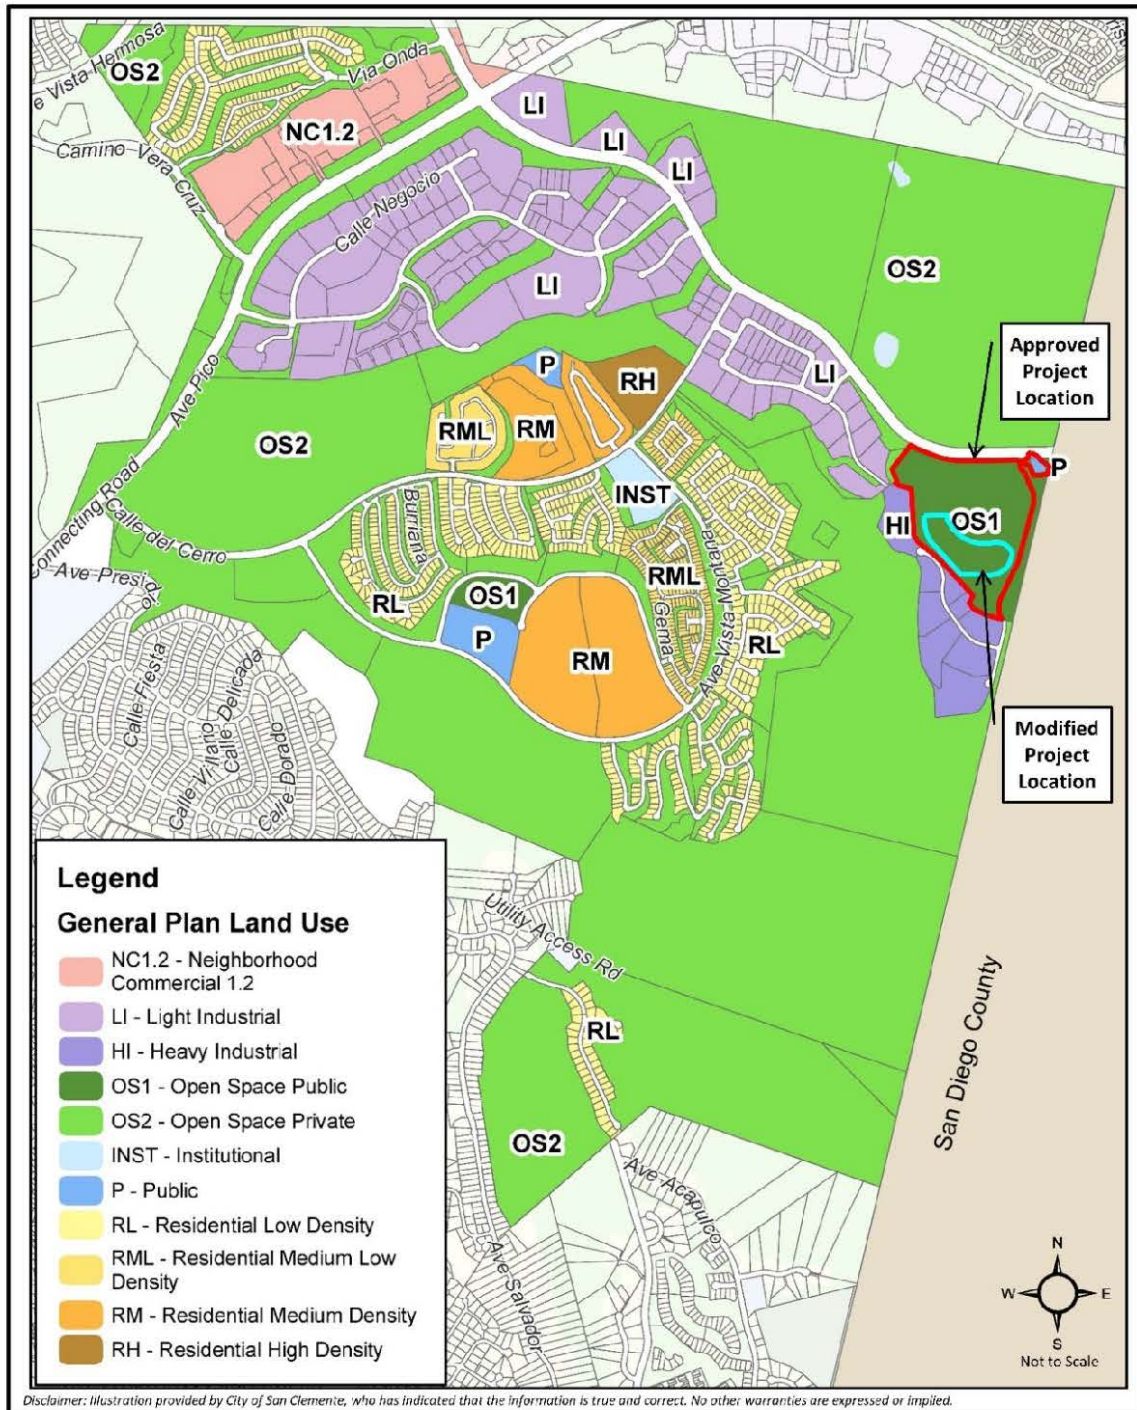 e Vista Hermosa
OS2
Via Onda
NC1.2
Camino Vera Cruz
LI
LI
LI
Calle Negocio
LI
OS2
Approved
Project
Location
LI
Ave Pico
P
RH
RML
RM
OS2
P
INST
HI
OS1
Connecting Road
Calle del Cerro
Burriana
Ave Vista Montana
Ave Presidio
RML
OS1
RL
Gema
P
RM
RL
Calle Fiesta
Calle Delicada
Calle Villano
Calle Dorado
Modified
Project
Location
Legend
General Plan Land Use
NC1.2 - Neighborhood
Commercial 1.2
LI - Light Industrial
HI - Heavy Industrial
OS1 - Open Space Public
OS2 - Open Space Private
INST - Institutional
P - Public
RL - Residential Low Density
RML - Residential Medium Low
Density
RM - Residential Medium Density
RH - Residential High Density
Utility Access Rd
RL
OS2
San Diego County
Ave Acapulco
Ave Salvador
N
W E
S
Not to Scale
Disclaimer: Illustration provided by City of San Clemente, who has indicated that the information is true and correct. No other warranties are expressed or implied.